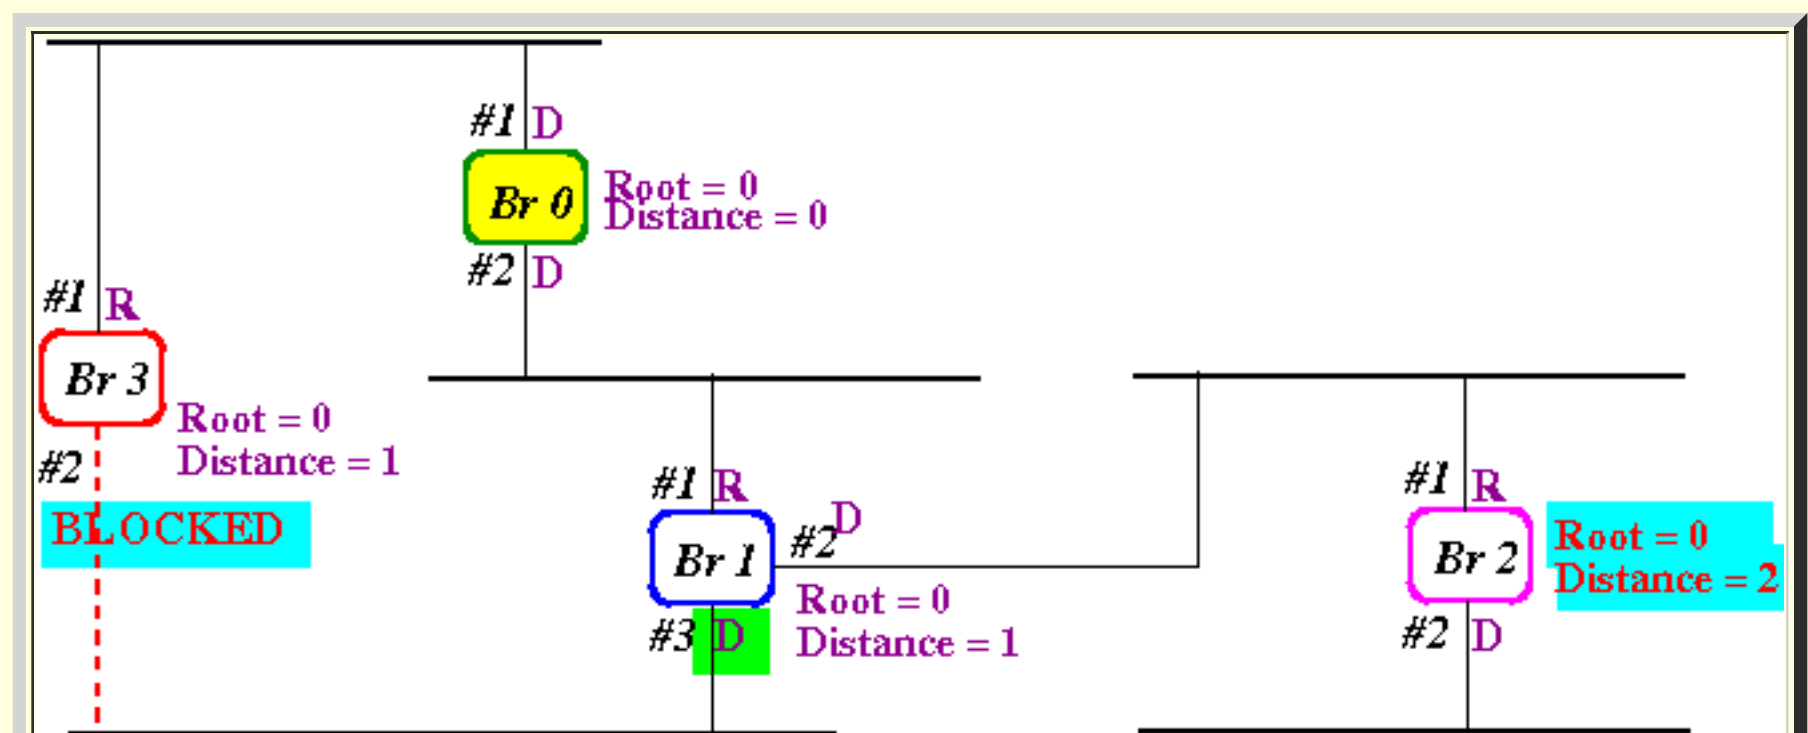 #1 D
Br 0
Root = 0
Distance = 0
#2 D
#1 R
Br 3
Root = 0
Distance = 1
#2
BLOCKED
#1 R
Br 1
#2 D
Root = 0
Distance = 1
#3 D
#1 R
Br 2
Root = 0
Distance = 2
#2 D